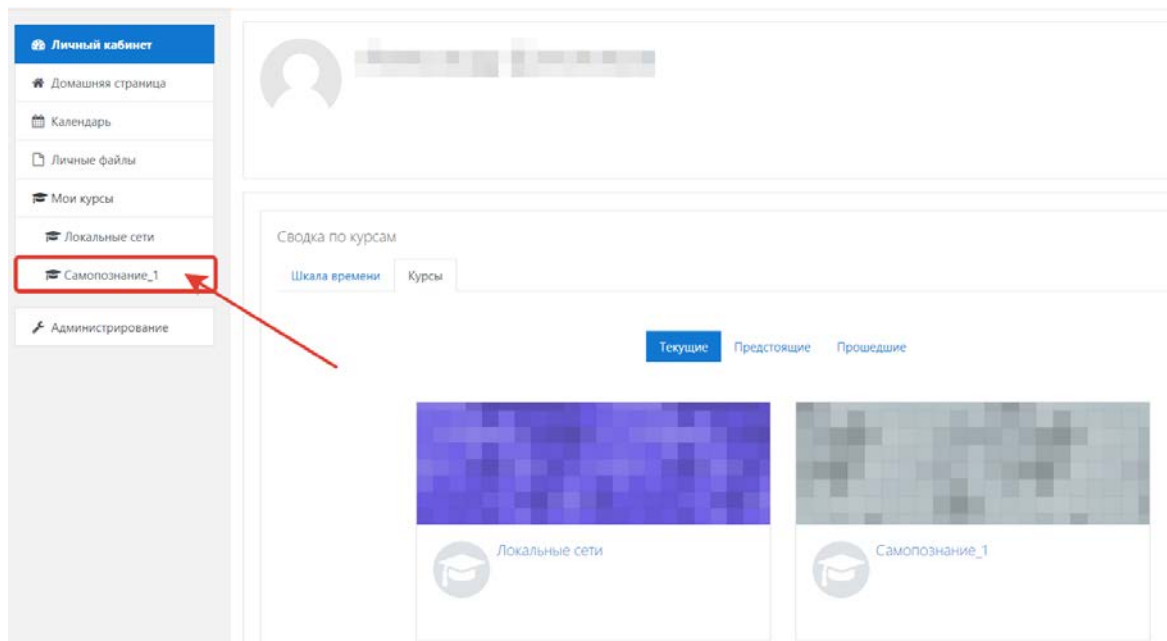 Личный кабинет
Домашняя страница
Календарь
Личные файлы
Мои курсы
Локальные сети
Самопознание_1
Администрирование
Сводка по курсам
Шкала времени Курсы
Текущие Предстоящие Прошедшие
Локальные сети
Самопознание_1